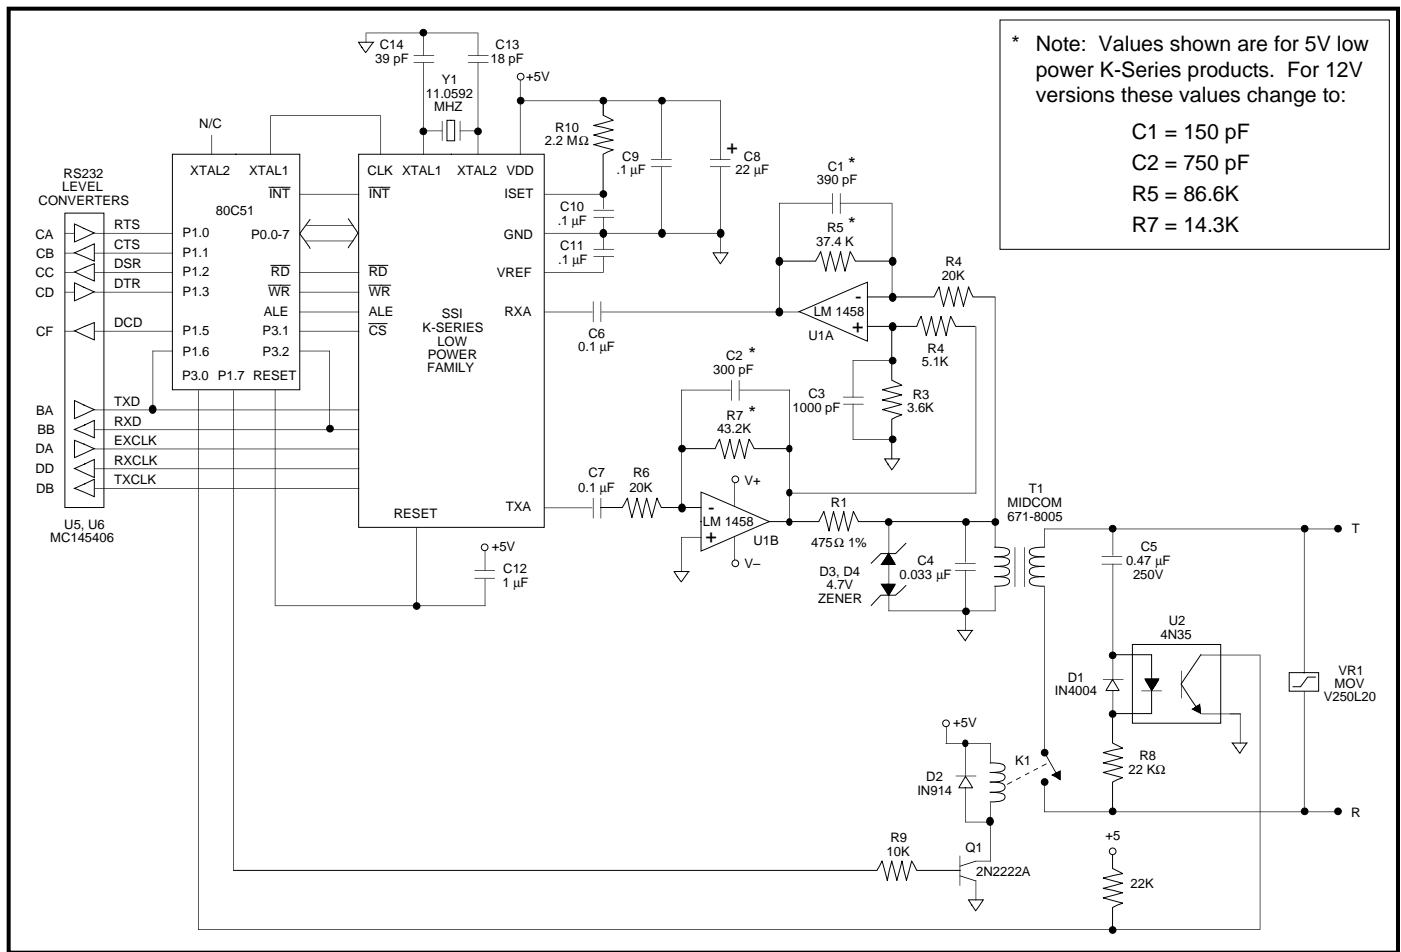 C14
39 pF
C13
18 pF
Y1
11.0592
MHZ
+5V
* Note: Values shown are for 5V low
power K-Series products. For 12V
versions these values change to:
C1 = 150 pF
C2 = 750 pF
R5 = 86.6K
R7 = 14.3K
N/C
R10
2.2 MΩ
C9
.1 µF
+
C8
22 µF
RS232
LEVEL
CONVERTERS
XTAL2
XTAL1
INT
80C51
P0.0-7
RD
WR
ALE
P3.1
P3.2
RESET
P1.0
P1.1
P1.2
P1.3
P1.5
P1.6
P3.0
P1.7
CLK
XTAL1
XTAL2
VDD
INT
ISET
GND
VREF
RXA
RD
WR
ALE
CS
SSI
K-SERIES
LOW
POWER
FAMILY
TXA
RESET
C10
.1 µF
C11
.1 µF
CA
RTS
CB
CTS
CC
DSR
CD
DTR
CF
DCD
BA
TXD
BB
RXD
DA
EXCLK
DD
RXCLK
DB
TXCLK
U5, U6
MC145406
C1 *
390 pF
R5 *
37.4 K
R4
20K
-
LM 1458
+
U1A
R4
5.1K
C6
0.1 µF
C3
1000 pF
R3
3.6K
C2 *
300 pF
R7 *
43.2K
C7
0.1 µF
R6
20K
V+
-
LM 1458
+
U1B
V–
R1
475Ω 1%
T1
MIDCOM
671-8005
T
D3, D4
4.7V
ZENER
C4
0.033 µF
C5
0.47 µF
250V
+5V
C12
1 µF
U2
4N35
D1
IN4004
VR1
MOV
V250L20
+5V
D2
IN914
K1
R8
22 KΩ
R
R9
10K
Q1
2N2222A
+5
22K